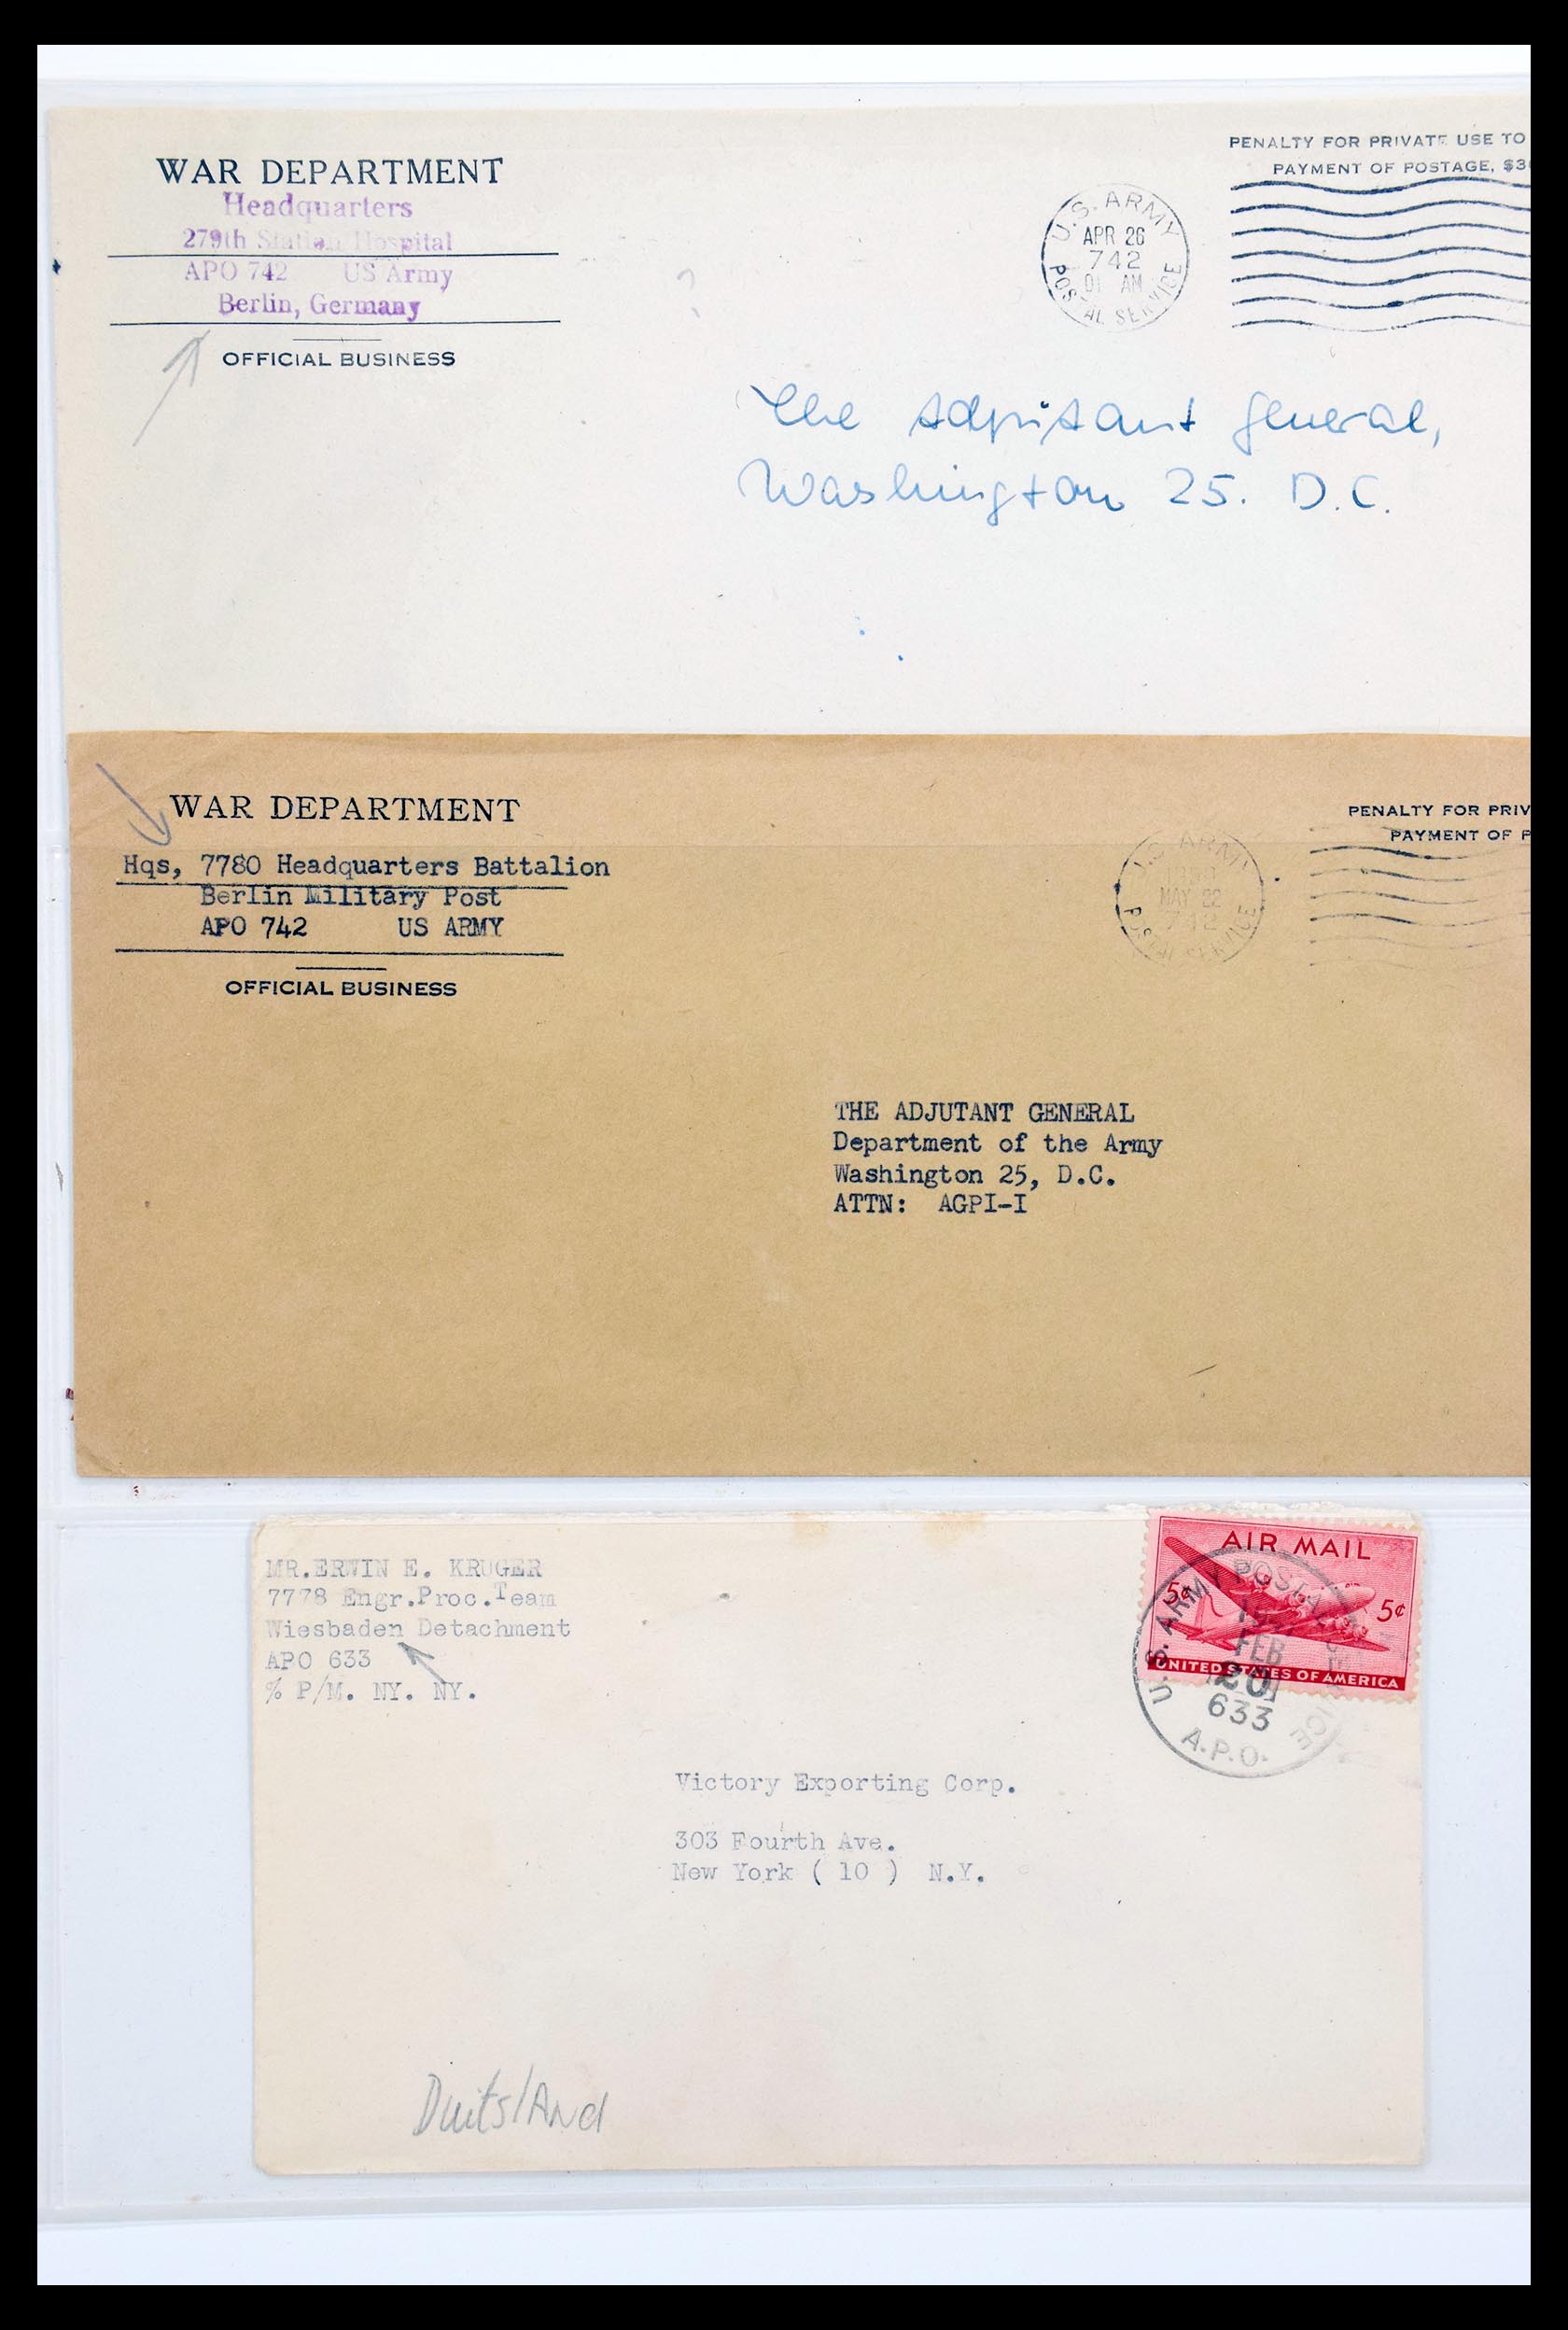 WAR DEPARTMENT
Headquarters
279th Station Hospital
APO 742 US Army
Berlin, Germany
OFFICIAL BUSINESS
PENALTY FOR PRIVATE USE TO
PAYMENT OF POSTAGE, $3
U.S. ARMY
APR 26
742
AM
POSTAL SERVICE
The Adjutant General,
Washington 25. D.C.
WAR DEPARTMENT
Hqs, 7780 Headquarters Battalion
Berlin Military Post
APO 742 US ARMY
OFFICIAL BUSINESS
PENALTY FOR PRIV
PAYMENT OF P
U.S. ARMY
MAY 22
POSTAL SERVICE
THE ADJUTANT GENERAL
Department of the Army
Washington 25, D.C.
ATTN: AGPI-I
MR.ERWIN E. KRUGER
7778 Engr.Proc.Team
Wiesbaden Detachment
APO 633
% P/M. NY. NY.
AIR MAIL
5¢ 5¢
UNITED STATES OF AMERICA
U.S. ARMY POSTAL SERVICE
FEB
20
633
A.P.O.
Victory Exporting Corp.
303 Fourth Ave.
New York ( 10 ) N.Y.
Duitsland